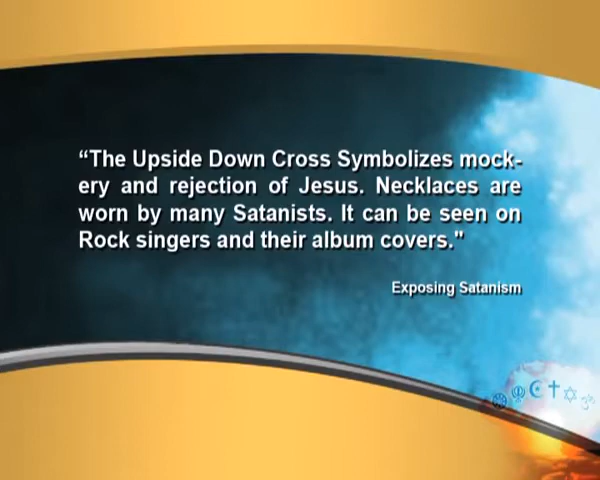 “The Upside Down Cross Symbolizes mock-
ery and rejection of Jesus. Necklaces are
worn by many Satanists. It can be seen on
Rock singers and their album covers."
Exposing Satanism